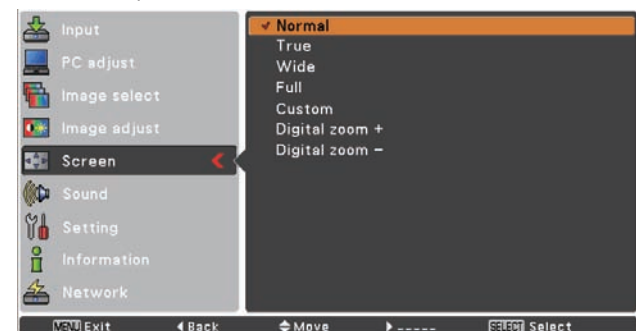 Input
PC adjust
Image select
Image adjust
Screen
Sound
Setting
Information
Network
✔ Normal
True
Wide
Full
Custom
Digital zoom +
Digital zoom −
MENU Exit ◀Back ◆Move ▶----- SELECT Select